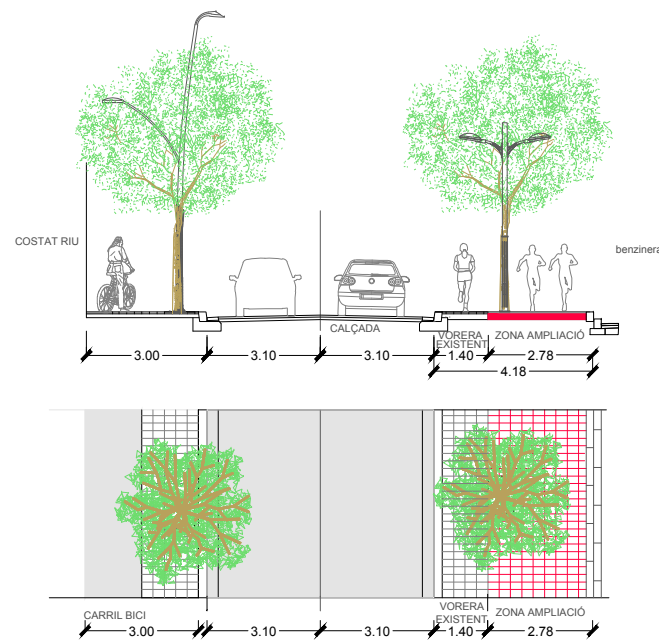 COSTAT RIU
benzinera
CALÇADA
VORERA
EXISTENT
ZONA AMPLIACIÓ
3.00
3.10
3.10
1.40
2.78
4.18
CARRIL BICI
VORERA
EXISTENT
ZONA AMPLIACIÓ
3.00
3.10
3.10
1.40
2.78